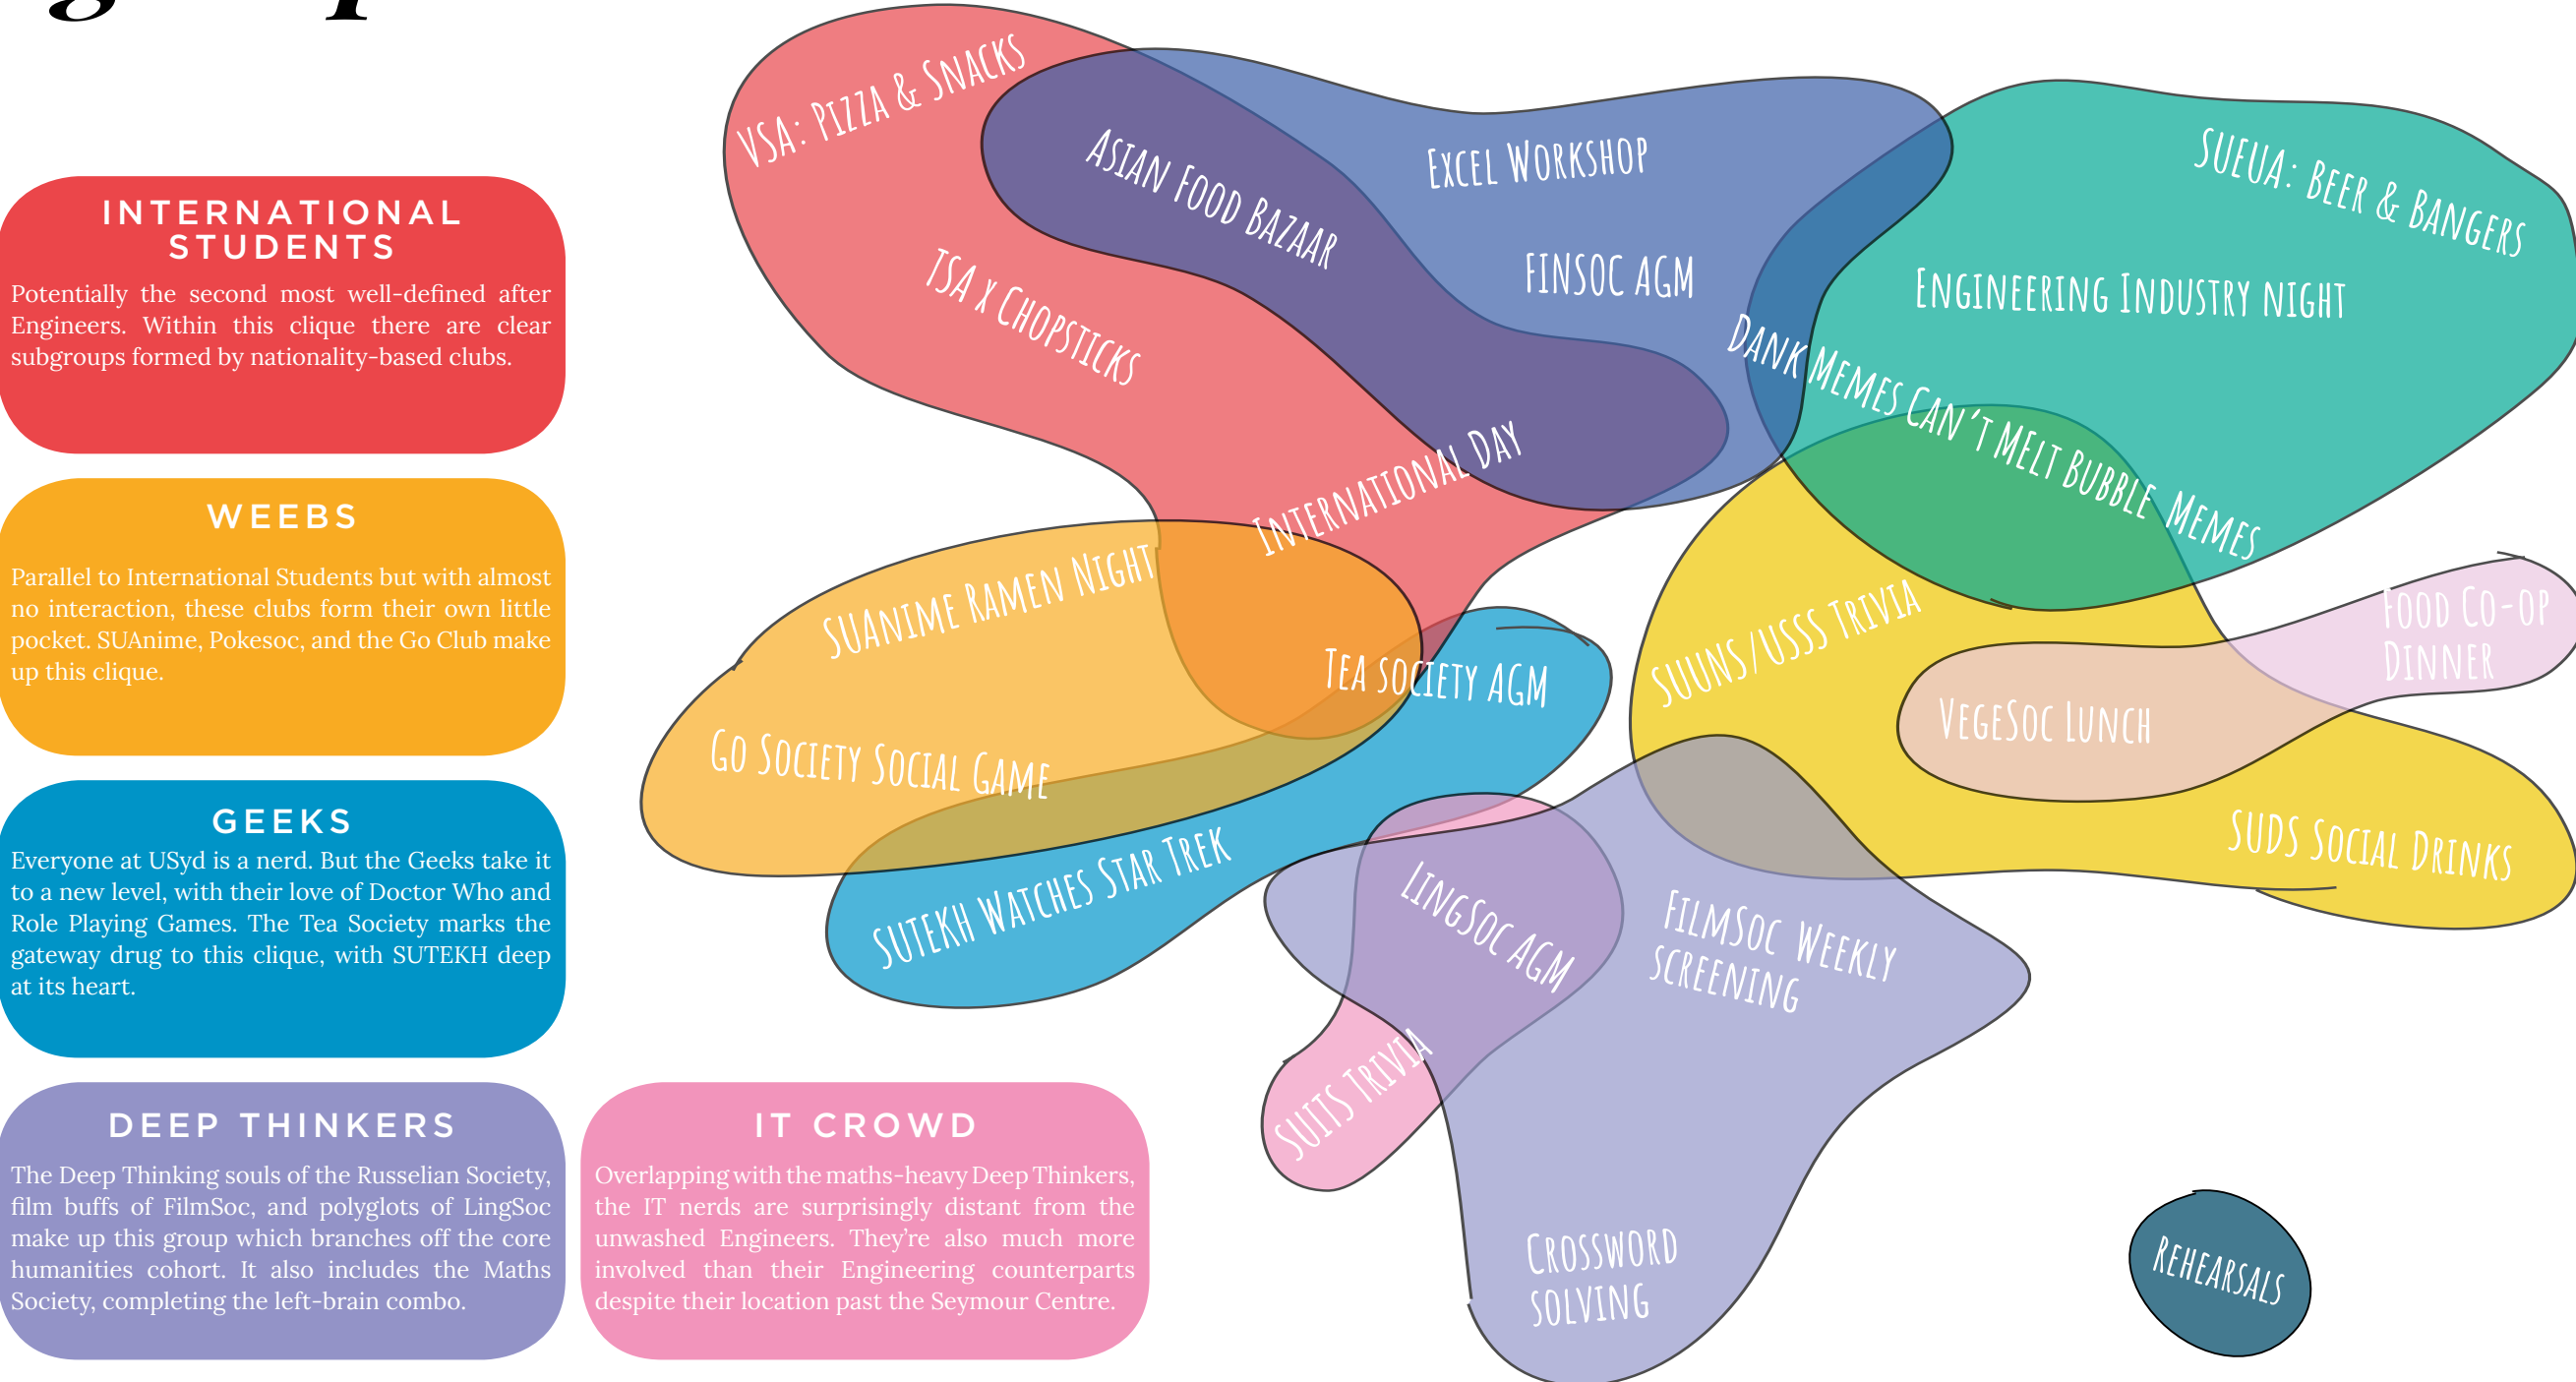 INTERNATIONAL
STUDENTS
Potentially the second most well-defined after
Engineers. Within this clique there are clear
subgroups formed by nationality-based clubs.
WEEBS
Parallel to International Students but with almost
no interaction, these clubs form their own little
pocket. SUAnime, Pokesoc, and the Go Club make
up this clique.
GEEKS
Everyone at USyd is a nerd. But the Geeks take it
to a new level, with their love of Doctor Who and
Role Playing Games. The Tea Society marks the
gateway drug to this clique, with SUTEKH deep
at its heart.
DEEP THINKERS
The Deep Thinking souls of the Russelian Society,
film buffs of FilmSoc, and polyglots of LingSoc
make up this group which branches off the core
humanities cohort. It also includes the Maths
Society, completing the left-brain combo.
IT CROWD
Overlapping with the maths-heavy Deep Thinkers,
the IT nerds are surprisingly distant from the
unwashed Engineers. They're also much more
involved than their Engineering counterparts
despite their location past the Seymour Centre.
VSA: Pizza & Snacks
Asian Food Bazaar
TSA x Chopsticks
International Day
Excel Workshop
FINSOC AGM
SUEUA: Beer & Bangers
Engineering Industry night
Dank Memes Can't Melt Bubble Memes
SUAnime Ramen Night
Go Society Social Game
Tea society AGM
SUTEKH Watches Star Trek
SUUNS/USSS Trivia
Food Co-op
Dinner
VegeSoc Lunch
SUDS Social Drinks
LingSoc AGM
FilmSoc Weekly
screening
SUITS Trivia
Crossword
solving
Rehearsals